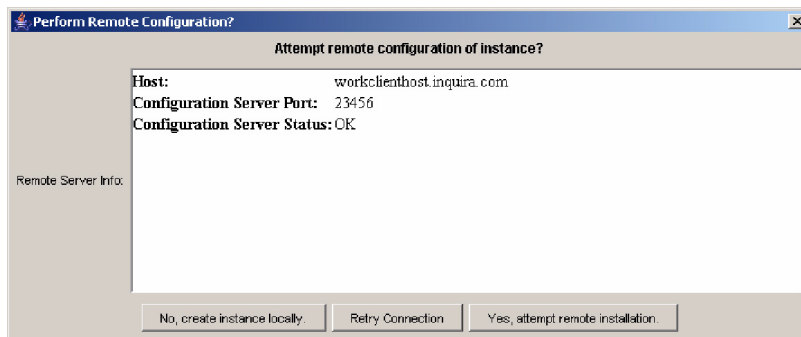 Perform Remote Configuration?
Attempt remote configuration of instance?
Host: workclienthost.inquira.com
Configuration Server Port: 23456
Configuration Server Status: OK
Remote Server Info:
No, create instance locally. Retry Connection Yes, attempt remote installation.